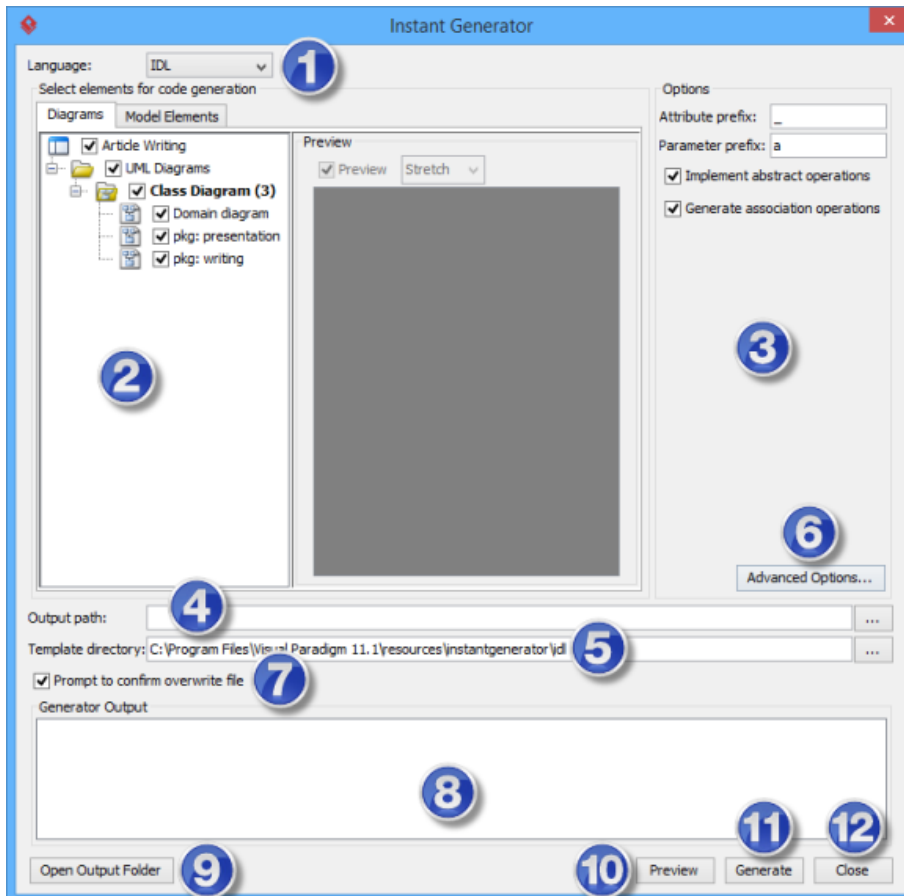 Instant Generator
Language: IDL 1
Select elements for code generation
Diagrams Model Elements
Article Writing
UML Diagrams
Class Diagram (3)
Domain diagram
pkg: presentation
pkg: writing
2
Preview
Preview Stretch
Options
Attribute prefix: _
Parameter prefix: a
Implement abstract operations
Generate association operations
3
6
Advanced Options...
Output path: 4 ...
Template directory: C:\Program Files\Visual Paradigm 11.1\resources\instantgenerator\idl 5 ...
Prompt to confirm overwrite file 7
Generator Output
8
Open Output Folder 9 10 Preview 11 Generate 12 Close